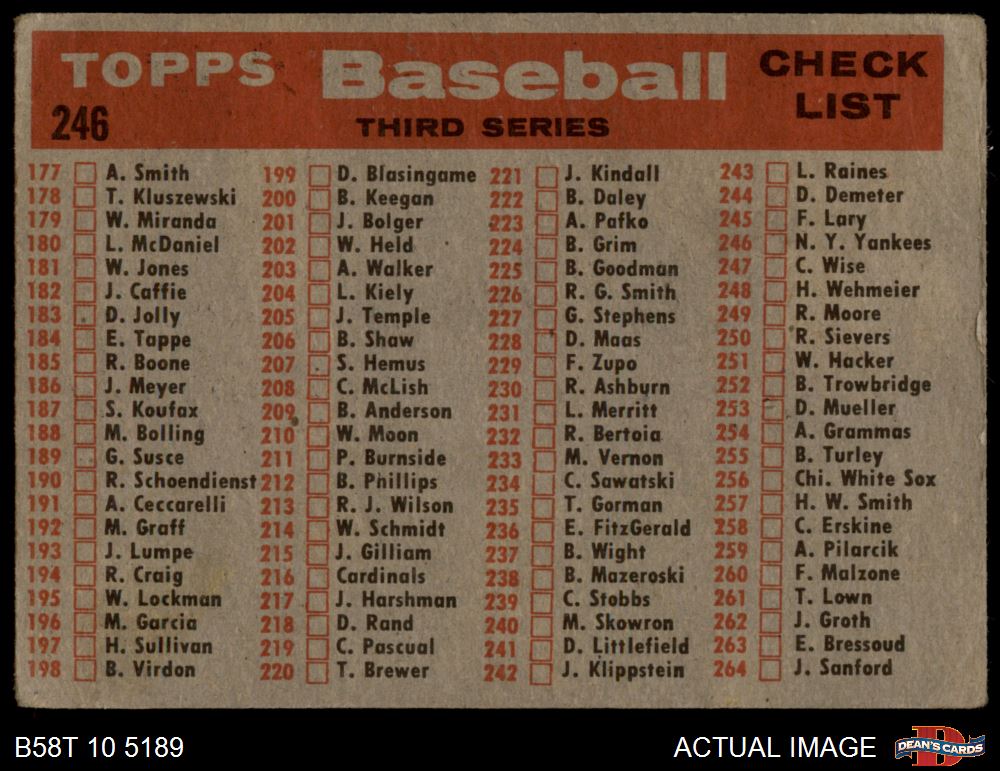 TOPPS Baseball CHECK LIST
246 THIRD SERIES
177 A. Smith
178 T. Kluszewski
179 W. Miranda
180 L. McDaniel
181 W. Jones
182 J. Caffie
183 D. Jolly
184 E. Tappe
185 R. Boone
186 J. Meyer
187 S. Koufax
188 M. Bolling
189 G. Susce
190 R. Schoendienst
191 A. Ceccarelli
192 M. Graff
193 J. Lumpe
194 R. Craig
195 W. Lockman
196 M. Garcia
197 H. Sullivan
198 B. Virdon
199 D. Blasingame
200 B. Keegan
201 J. Bolger
202 W. Held
203 A. Walker
204 L. Kiely
205 J. Temple
206 B. Shaw
207 S. Hemus
208 C. McLish
209 B. Anderson
210 W. Moon
211 P. Burnside
212 B. Phillips
213 R. J. Wilson
214 W. Schmidt
215 J. Gilliam
216 Cardinals
217 J. Harshman
218 D. Rand
219 C. Pascual
220 T. Brewer
221 J. Kindall
222 B. Daley
223 A. Pafko
224 B. Grim
225 B. Goodman
226 R. G. Smith
227 G. Stephens
228 D. Maas
229 F. Zupo
230 R. Ashburn
231 L. Merritt
232 R. Bertoia
233 M. Vernon
234 C. Sawatski
235 T. Gorman
236 E. FitzGerald
237 B. Wight
238 B. Mazeroski
239 C. Stobbs
240 M. Skowron
241 D. Littlefield
242 J. Klippstein
243 L. Raines
244 D. Demeter
245 F. Lary
246 N. Y. Yankees
247 C. Wise
248 H. Wehmeier
249 R. Moore
250 R. Sievers
251 W. Hacker
252 B. Trowbridge
253 D. Mueller
254 A. Grammas
255 B. Turley
256 Chi. White Sox
257 H. W. Smith
258 C. Erskine
259 A. Pilarcik
260 F. Malzone
261 T. Lown
262 J. Groth
263 E. Bressoud
264 J. Sanford
B58T 10 5189
ACTUAL IMAGE
D
DEAN'S CARDS